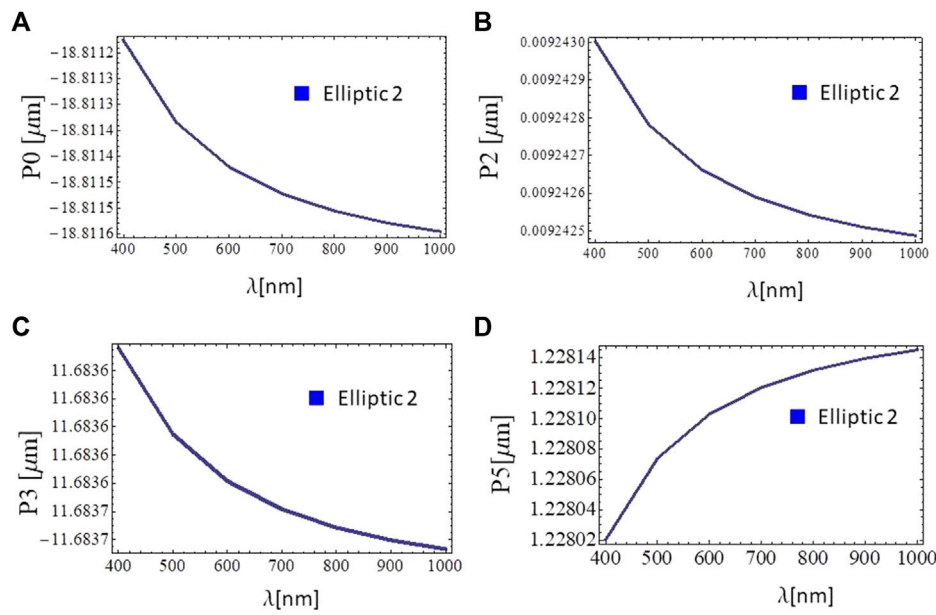 A
−18.8112
−18.8113
−18.8113
−18.8114
−18.8114
−18.8115
−18.8115
−18.8116
P0 [μm]
Elliptic 2
400 500 600 700 800 900 1000
λ[nm]
B
0.0092430
0.0092429
0.0092428
0.0092427
0.0092426
0.0092425
P2 [μm]
Elliptic 2
400 500 600 700 800 900 1000
λ[nm]
C
11.6836
11.6836
11.6836
11.6836
11.6836
11.6837
−11.6837
P3 [μm]
Elliptic 2
400 500 600 700 800 900 1000
λ[nm]
D
1.22814
1.22812
1.22810
1.22808
1.22806
1.22804
1.22802
P5[μm]
Elliptic 2
400 500 600 700 800 900 1000
λ[nm]